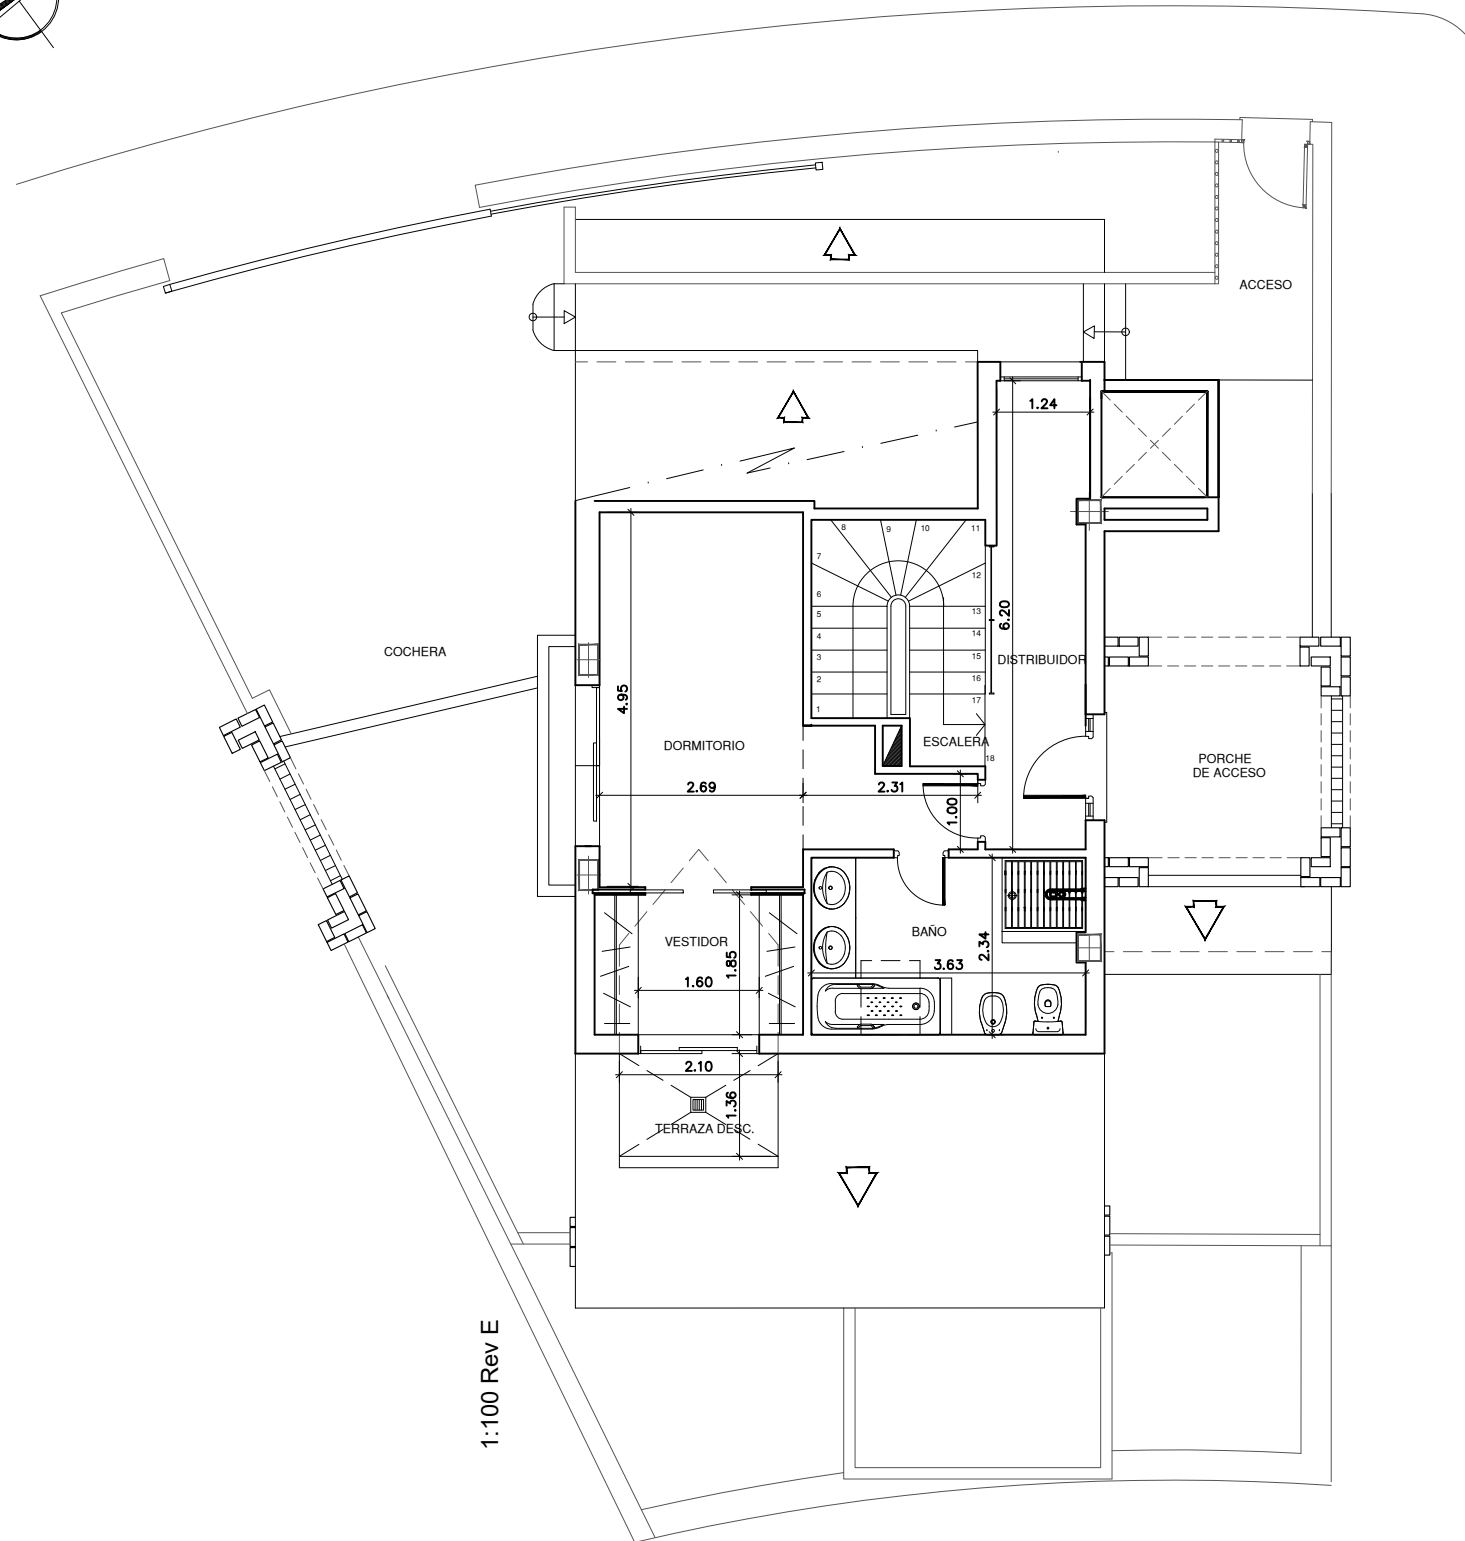 ACCESO
1.24
8
9
10
11
7
12
6
5
13
4
14
3
15
2
16
1
17
18
6.20
DISTRIBUIDOR
COCHERA
4.95
DORMITORIO
ESCALERA
PORCHE
DE ACCESO
2.69
2.31
1.00
VESTIDOR
BAÑO
1.85
2.34
3.63
1.60
2.10
1.36
TERRAZA DESC.
1:100 Rev E